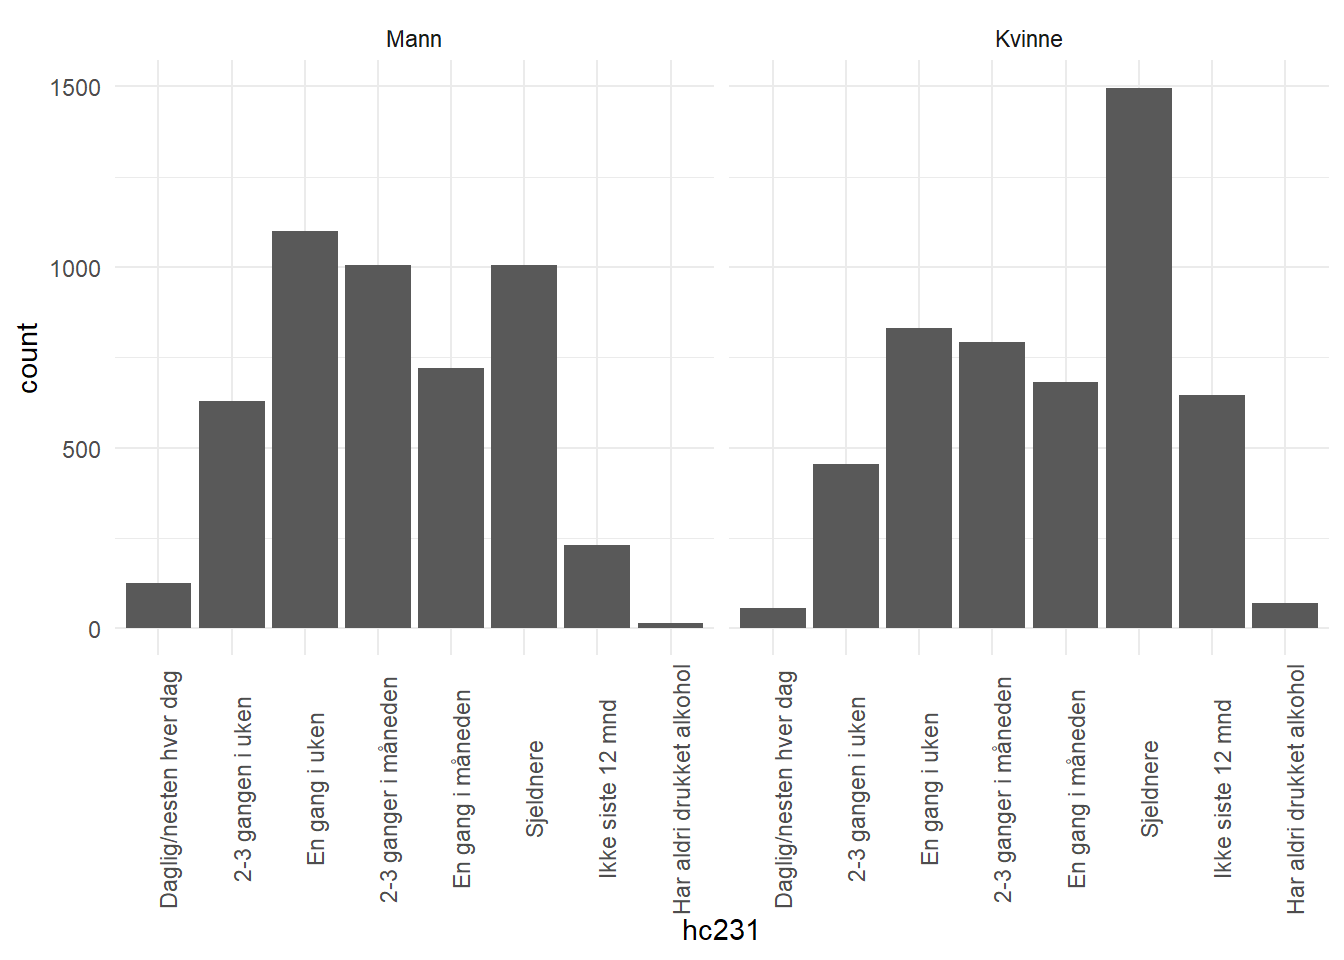 Mann
Kvinne
1500
1000
500
0
count
Daglig/nesten hver dag
2-3 gangen i uken
En gang i uken
2-3 ganger i måneden
En gang i måneden
Sjeldnere
Ikke siste 12 mnd
Har aldri drukket alkohol
Daglig/nesten hver dag
2-3 gangen i uken
En gang i uken
2-3 ganger i måneden
En gang i måneden
Sjeldnere
Ikke siste 12 mnd
Har aldri drukket alkohol
hc231